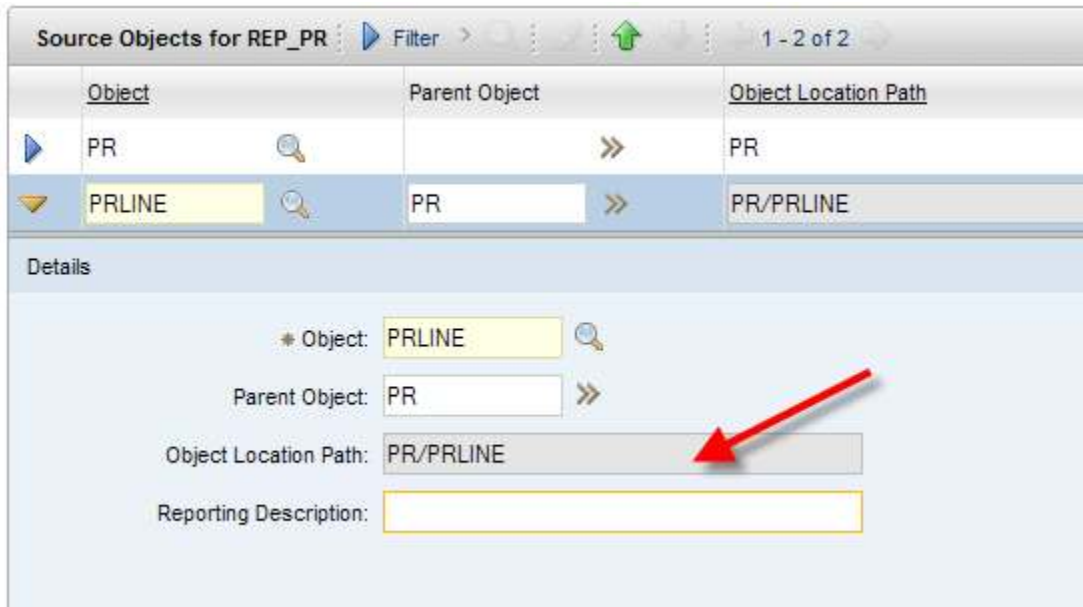 Source Objects for REP_PR Filter 1 - 2 of 2
Object Parent Object Object Location Path
PR PR
PRLINE PR PR/PRLINE
Details
* Object: PRLINE
Parent Object: PR
Object Location Path: PR/PRLINE
Reporting Description: